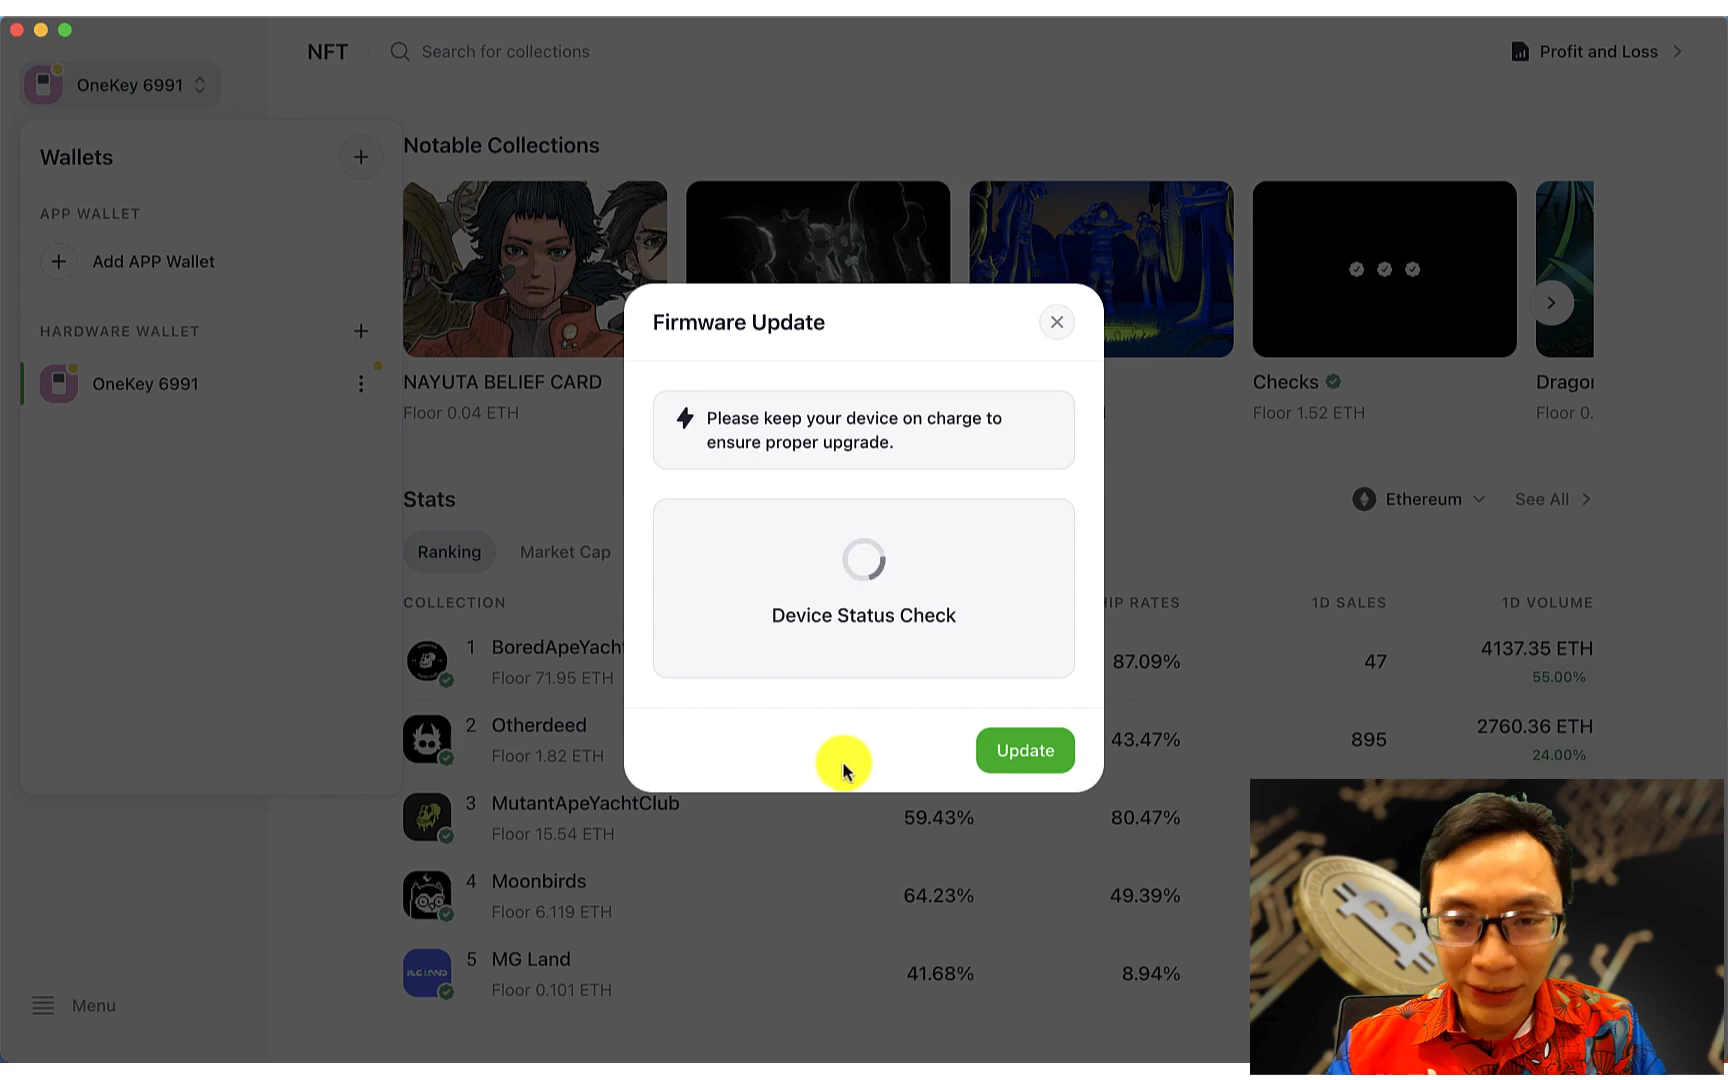 NFT
Search for collections
Profit and Loss
OneKey 6991
Wallets
APP WALLET
Add APP Wallet
HARDWARE WALLET
OneKey 6991
Notable Collections
NAYUTA BELIEF CARD
Floor 0.04 ETH
Checks
Floor 1.52 ETH
Dragon
Floor 0.
Firmware Update
Please keep your device on charge to
ensure proper upgrade.
Device Status Check
Update
Stats
Ethereum
See All
Ranking
Market Cap
COLLECTION
HIP RATES
1D SALES
1D VOLUME
1 BoredApeYacht
Floor 71.95 ETH
87.09%
47
4137.35 ETH
55.00%
2 Otherdeed
Floor 1.82 ETH
43.47%
895
2760.36 ETH
24.00%
3 MutantApeYachtClub
Floor 15.54 ETH
59.43%
80.47%
4 Moonbirds
Floor 6.119 ETH
64.23%
49.39%
MG LAND
5 MG Land
Floor 0.101 ETH
41.68%
8.94%
Menu